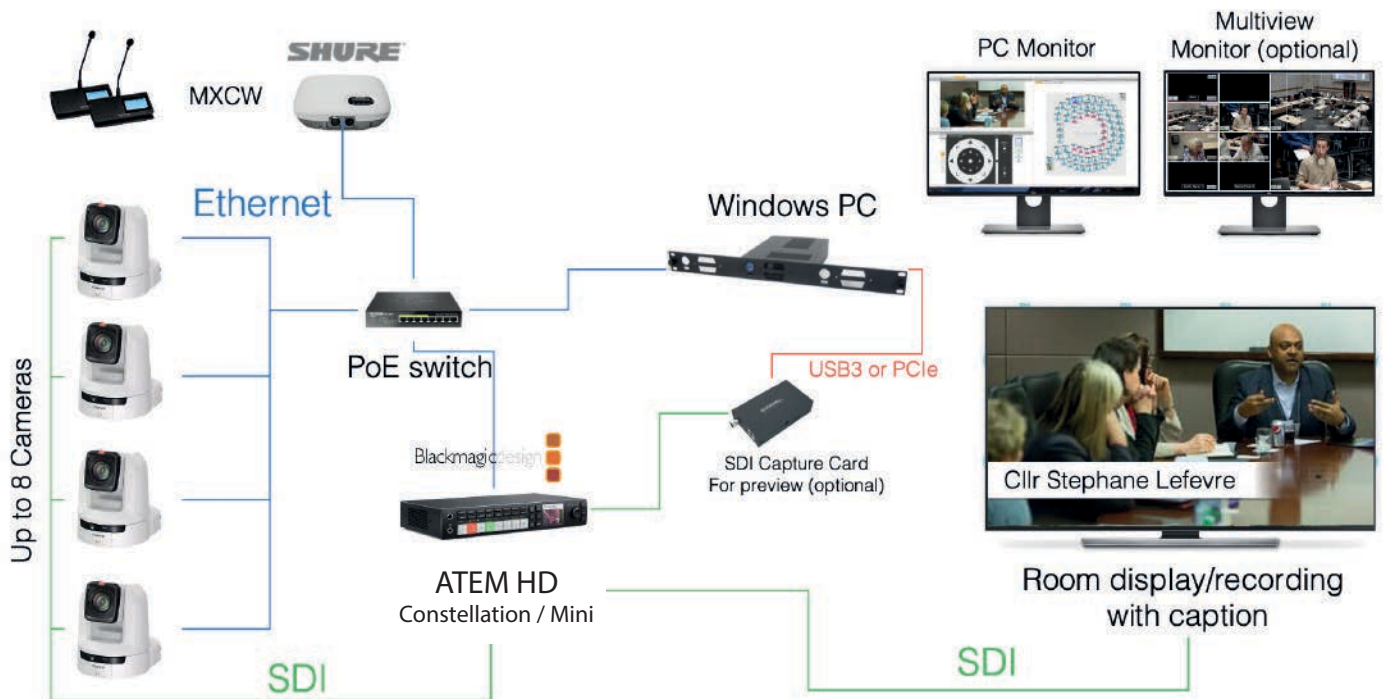 SHURE
MXCW
PC Monitor
Multiview
Monitor (optional)
Ethernet
Windows PC
Up to 8 Cameras
PoE switch
USB3 or PCIe
Blackmagicdesign
SDI Capture Card
For preview (optional)
Cllr Stephane Lefevre
ATEM HD
Constellation / Mini
Room display/recording
with caption
SDI
SDI